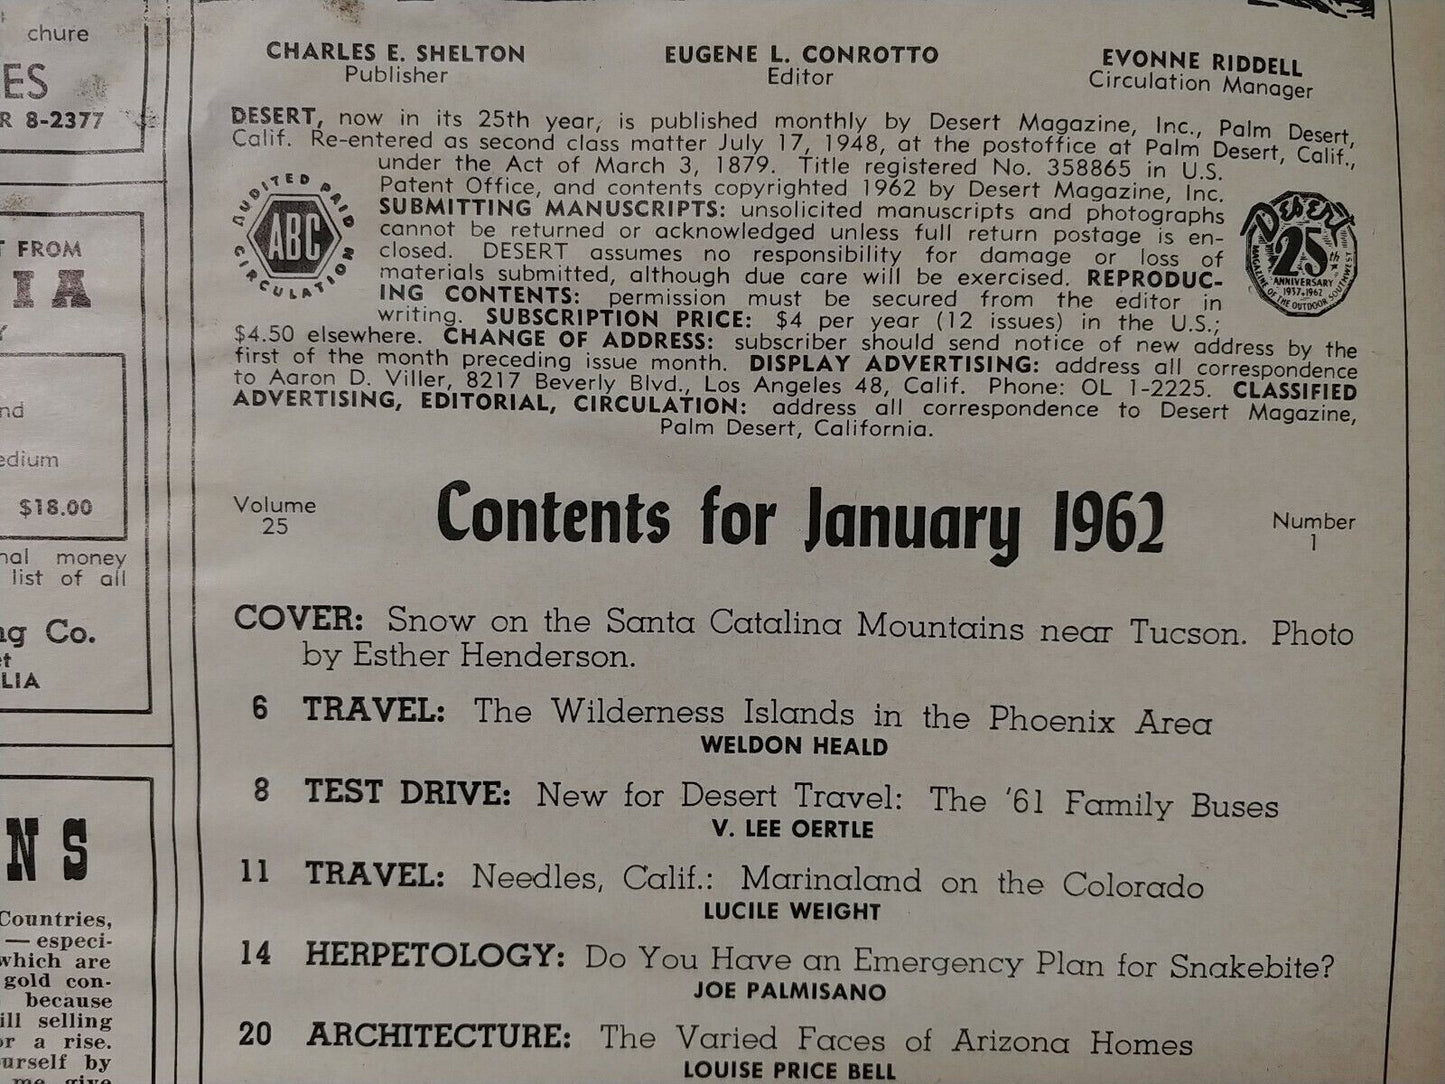 chure
ES
R 8-2377
T FROM
IA
Y
nd
edium
$18.00
nal money
list of all
ng Co.
et
LIA
NS
Countries,
— especi-
which are
gold con-
because
ill selling
or a rise.
urself by
me give
CHARLES E. SHELTON
Publisher
EUGENE L. CONROTTO
Editor
EVONNE RIDDELL
Circulation Manager
DESERT, now in its 25th year, is published monthly by Desert Magazine, Inc., Palm Desert,
Calif. Re-entered as second class matter July 17, 1948, at the postoffice at Palm Desert, Calif.,
under the Act of March 3, 1879. Title registered No. 358865 in U.S.
Patent Office, and contents copyrighted 1962 by Desert Magazine, Inc.
SUBMITTING MANUSCRIPTS: unsolicited manuscripts and photographs
cannot be returned or acknowledged unless full return postage is en-
closed. DESERT assumes no responsibility for damage or loss of
materials submitted, although due care will be exercised. REPRODUC-
ING CONTENTS: permission must be secured from the editor in
writing. SUBSCRIPTION PRICE: $4 per year (12 issues) in the U.S.;
$4.50 elsewhere. CHANGE OF ADDRESS: subscriber should send notice of new address by the
first of the month preceding issue month. DISPLAY ADVERTISING: address all correspondence
to Aaron D. Viller, 8217 Beverly Blvd., Los Angeles 48, Calif. Phone: OL 1-2225. CLASSIFIED
ADVERTISING, EDITORIAL, CIRCULATION: address all correspondence to Desert Magazine,
Palm Desert, California.
AUDITED PAID
ABC
CIRCULATION
Desert
25th
ANNIVERSARY
1937-1962
MAGAZINE OF THE OUTDOOR SOUTHWEST
Volume
25
Contents for January 1962
Number
1
COVER: Snow on the Santa Catalina Mountains near Tucson. Photo
by Esther Henderson.
6 TRAVEL: The Wilderness Islands in the Phoenix Area
WELDON HEALD
8 TEST DRIVE: New for Desert Travel: The '61 Family Buses
V. LEE OERTLE
11 TRAVEL: Needles, Calif.: Marinaland on the Colorado
LUCILE WEIGHT
14 HERPETOLOGY: Do You Have an Emergency Plan for Snakebite?
JOE PALMISANO
20 ARCHITECTURE: The Varied Faces of Arizona Homes
LOUISE PRICE BELL